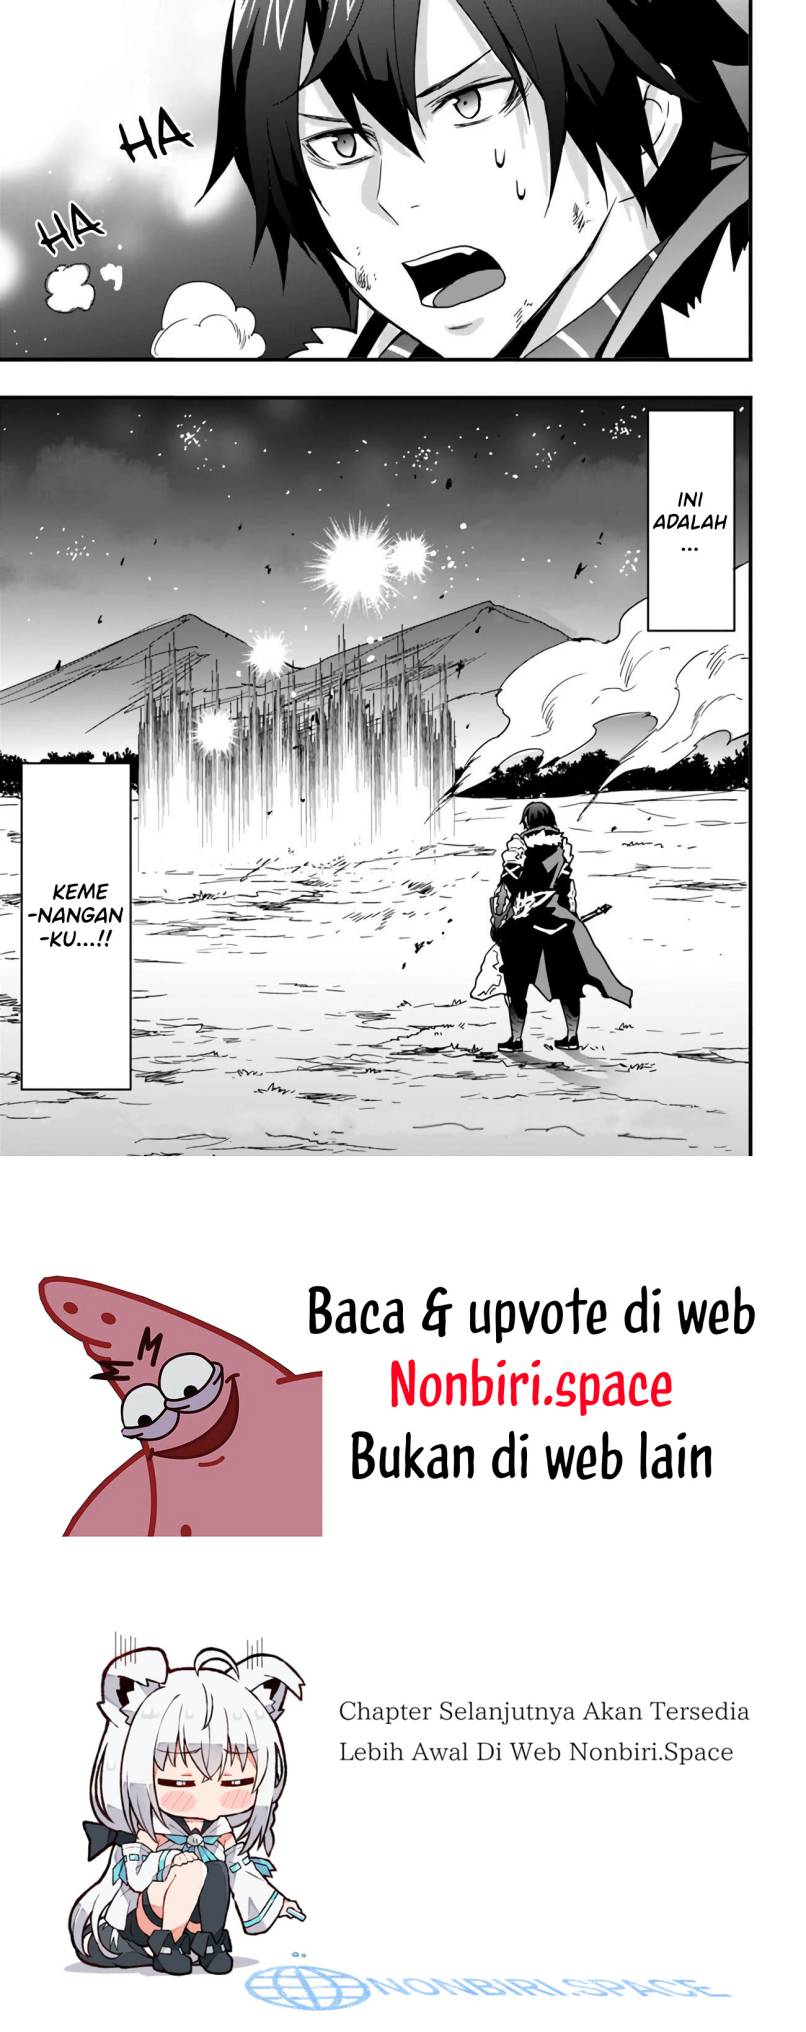 HA
HA
INI
ADALAH
...
KEME
-NANGAN
-KU...!!
Baca & upvote di web
Nonbiri.space
Bukan di web lain
Chapter Selanjutnya Akan Tersedia
Lebih Awal Di Web Nonbiri.Space
NONBIRI.SPACE